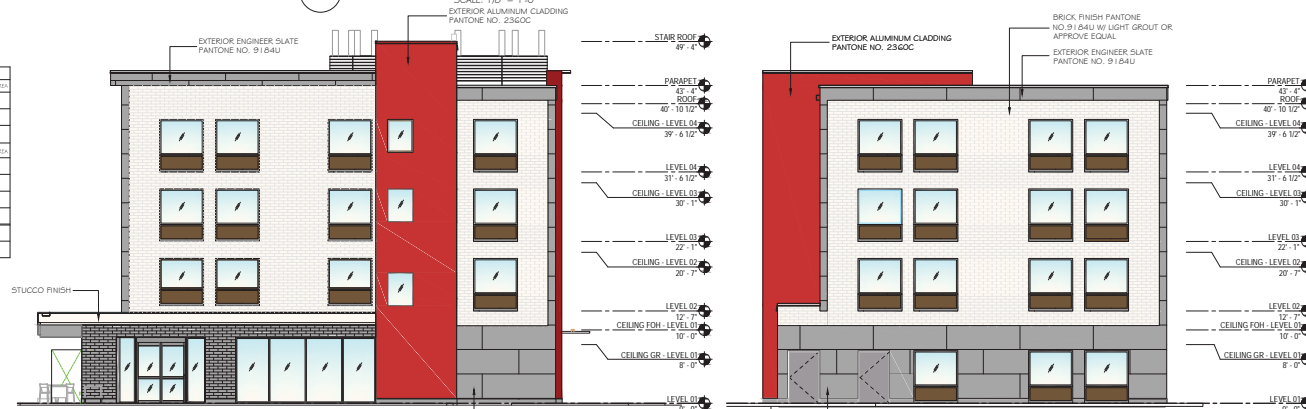 SCALE: 1/8" = 1'-0"
EXTERIOR ALUMINUM CLADDING
PANTONE NO. 2360C
EXTERIOR ENGINEER SLATE
PANTONE NO. 9184U
STUCCO FINISH
STAIR ROOF
49' - 4"
PARAPET
43' - 4"
ROOF
40' - 10 1/2"
CEILING - LEVEL 04
39' - 6 1/2"
LEVEL 04
31' - 6 1/2"
CEILING - LEVEL 03
30' - 1"
LEVEL 03
22' - 1"
CEILING - LEVEL 02
20' - 7"
LEVEL 02
12' - 7"
CEILING FOH - LEVEL 01
10' - 0"
CEILING GR - LEVEL 01
8' - 0"
LEVEL 01
EXTERIOR ALUMINUM CLADDING
PANTONE NO. 2360C
BRICK FINISH PANTONE
NO.9184U W/ LIGHT GROUT OR
APPROVE EQUAL
EXTERIOR ENGINEER SLATE
PANTONE NO. 9184U
PARAPET
43' - 4"
ROOF
40' - 10 1/2"
CEILING - LEVEL 04
39' - 6 1/2"
LEVEL 04
31' - 6 1/2"
CEILING - LEVEL 03
30' - 1"
LEVEL 03
22' - 1"
CEILING - LEVEL 02
20' - 7"
LEVEL 02
12' - 7"
CEILING FOH - LEVEL 01
10' - 0"
CEILING GR - LEVEL 01
8' - 0"
LEVEL 01